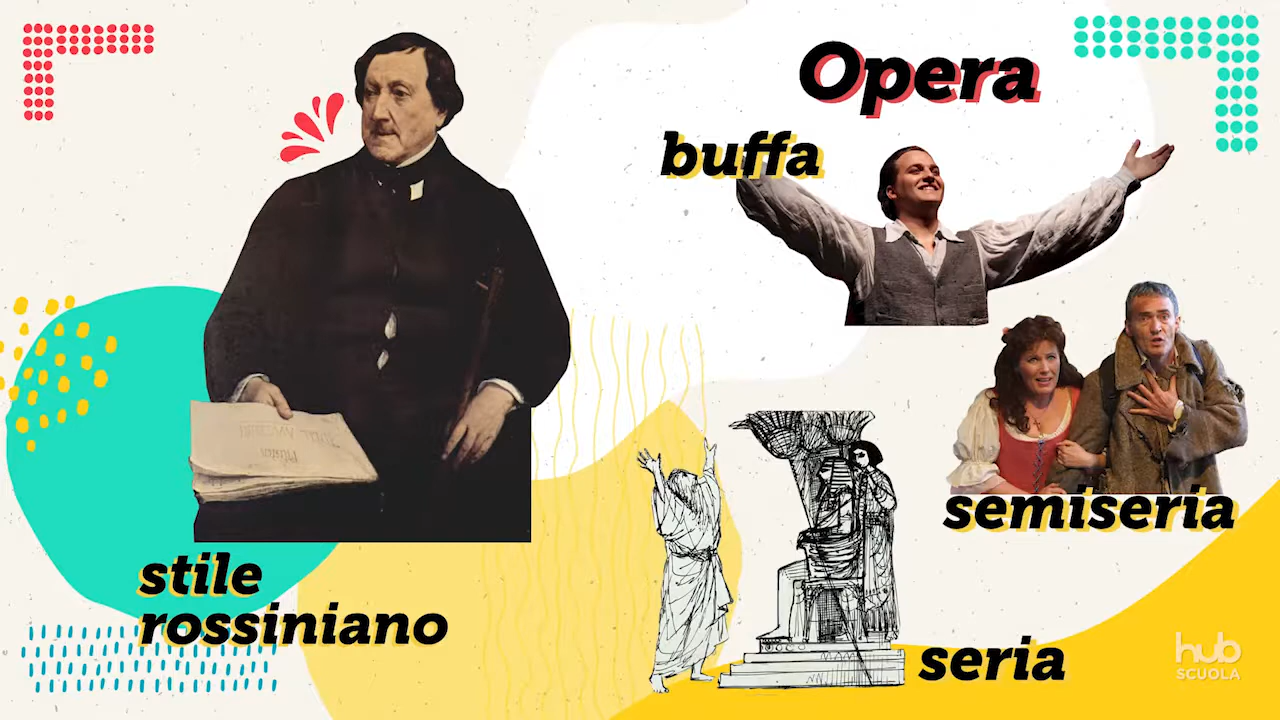 Opera
buffa
semiseria
seria
stile
rossiniano
hub
SCUOLA